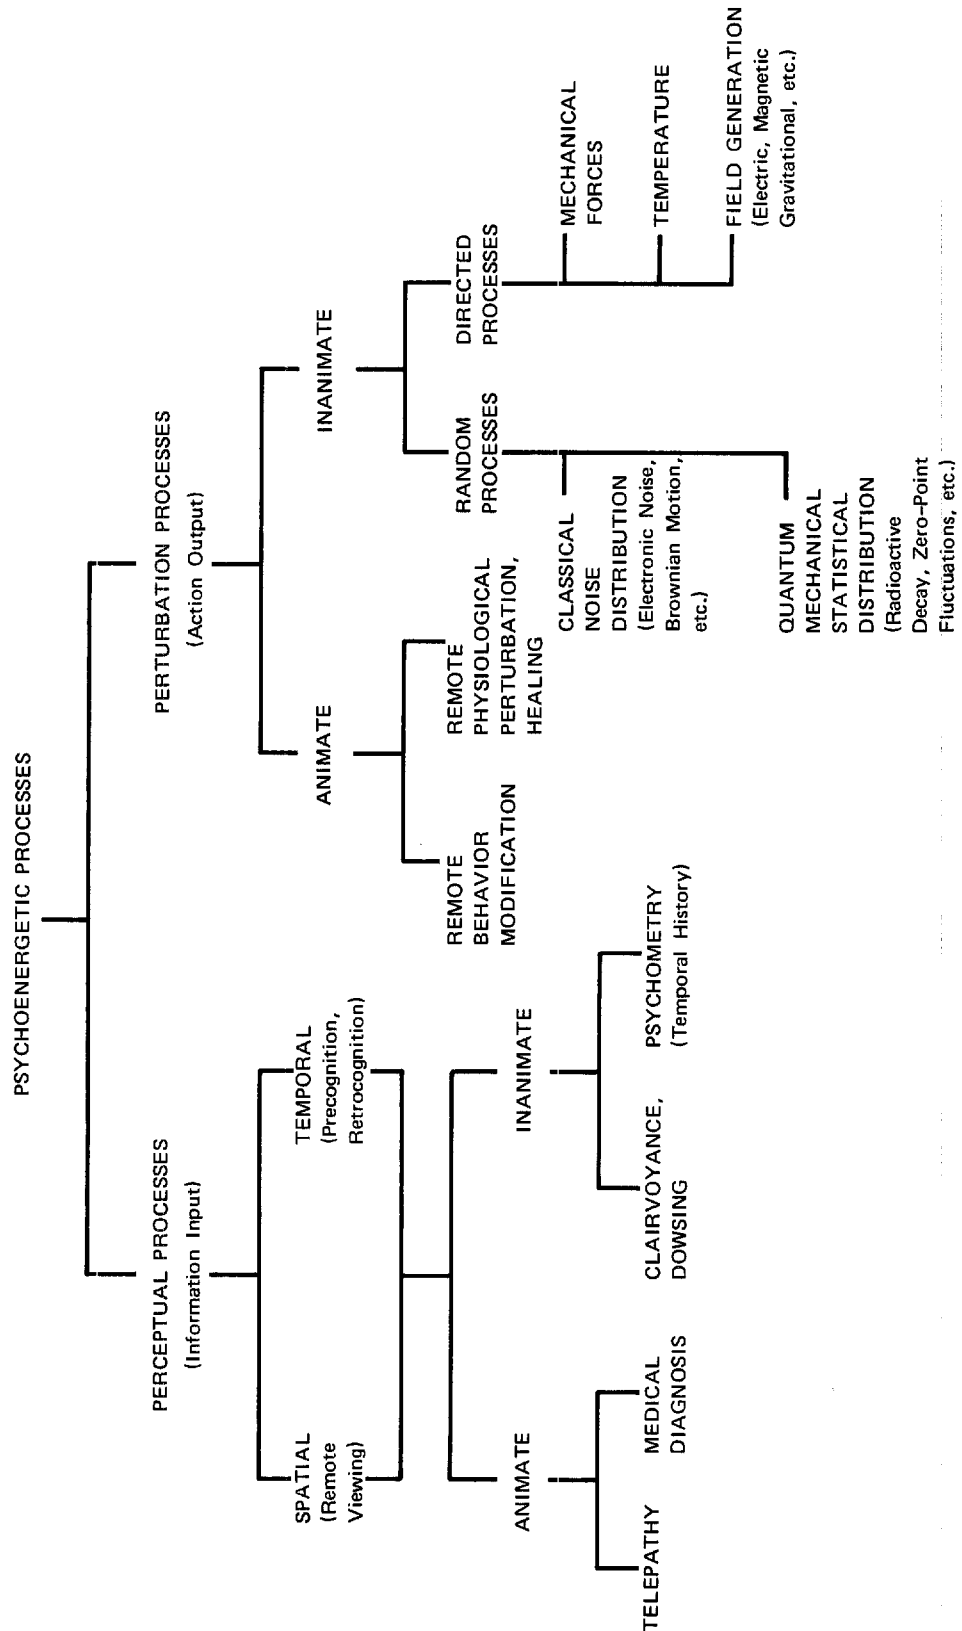 PSYCHOENERGETIC PROCESSES
PERCEPTUAL PROCESSES
(Information Input)
PERTURBATION PROCESSES
(Action Output)
SPATIAL
(Remote
Viewing)
TEMPORAL
(Precognition,
Retrocognition)
ANIMATE
INANIMATE
TELEPATHY
MEDICAL
DIAGNOSIS
CLAIRVOYANCE,
DOWSING
PSYCHOMETRY
(Temporal History)
ANIMATE
INANIMATE
REMOTE
BEHAVIOR
MODIFICATION
REMOTE
PHYSIOLOGICAL
PERTURBATION,
HEALING
RANDOM
PROCESSES
DIRECTED
PROCESSES
CLASSICAL
NOISE
DISTRIBUTION
(Electronic Noise,
Brownian Motion,
etc.)
QUANTUM
MECHANICAL
STATISTICAL
DISTRIBUTION
(Radioactive
Decay, Zero-Point
Fluctuations, etc.)
MECHANICAL
FORCES
TEMPERATURE
FIELD GENERATION
(Electric, Magnetic
Gravitational, etc.)